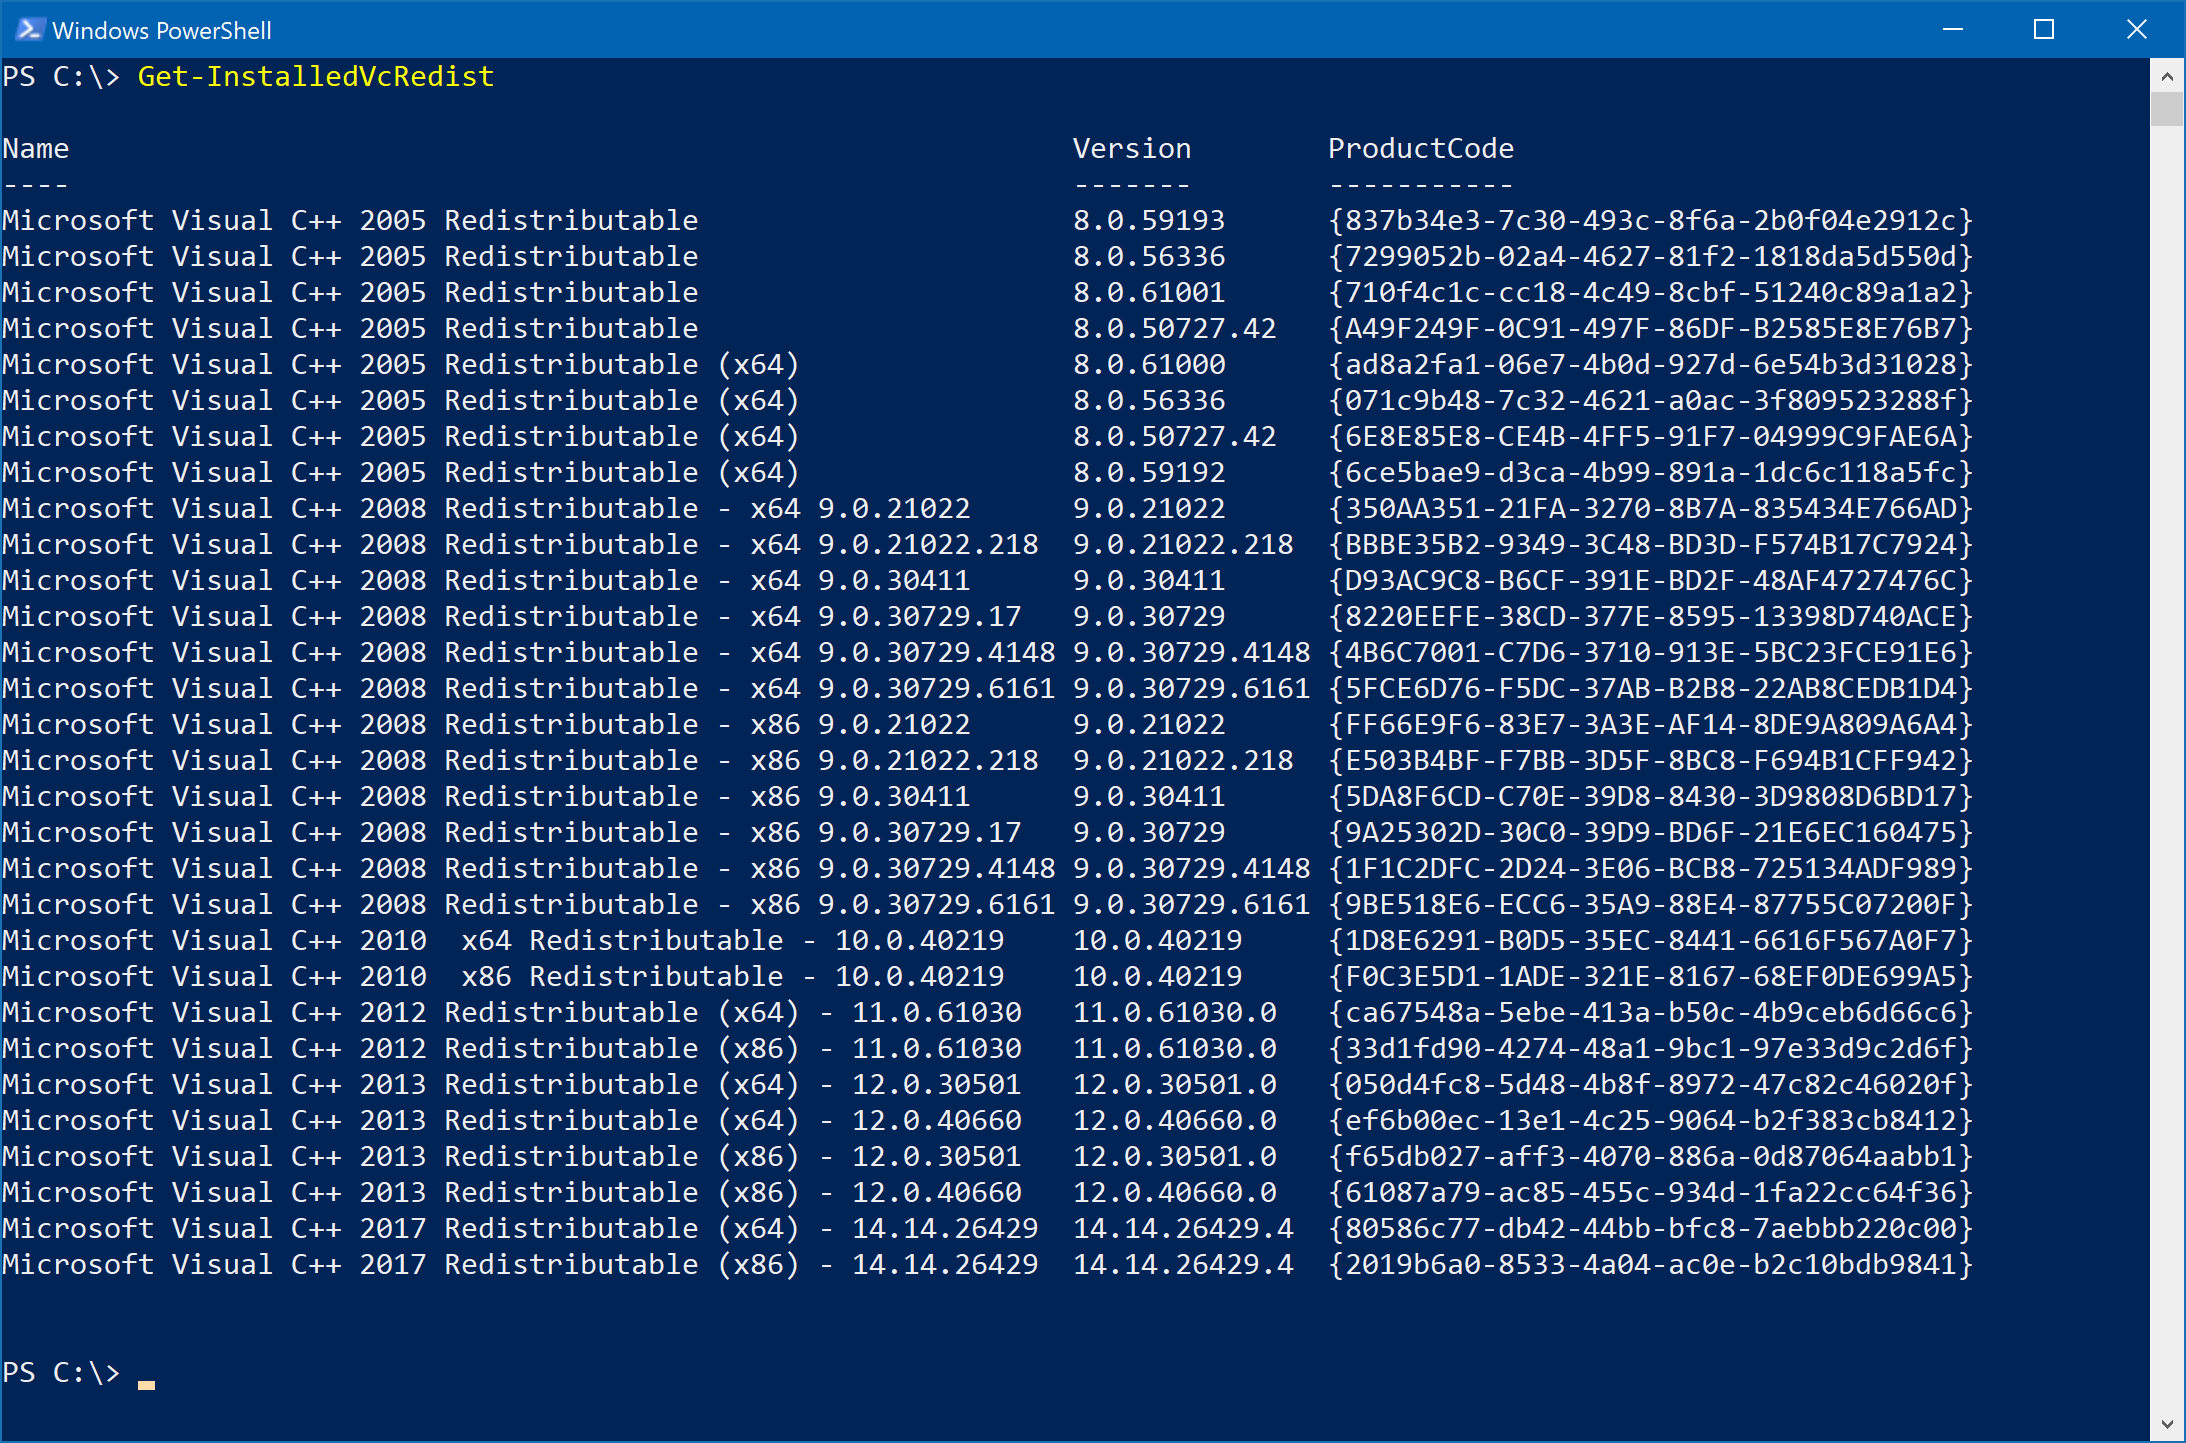 Windows PowerShell
PS C:\> Get-InstalledVcRedist
Name                                                           Version        ProductCode
----                                                           -------        -----------
Microsoft Visual C++ 2005 Redistributable                      8.0.59193      {837b34e3-7c30-493c-8f6a-2b0f04e2912c}
Microsoft Visual C++ 2005 Redistributable                      8.0.56336      {7299052b-02a4-4627-81f2-1818da5d550d}
Microsoft Visual C++ 2005 Redistributable                      8.0.61001      {710f4c1c-cc18-4c49-8cbf-51240c89a1a2}
Microsoft Visual C++ 2005 Redistributable                      8.0.50727.42   {A49F249F-0C91-497F-86DF-B2585E8E76B7}
Microsoft Visual C++ 2005 Redistributable (x64)                8.0.61000      {ad8a2fa1-06e7-4b0d-927d-6e54b3d31028}
Microsoft Visual C++ 2005 Redistributable (x64)                8.0.56336      {071c9b48-7c32-4621-a0ac-3f809523288f}
Microsoft Visual C++ 2005 Redistributable (x64)                8.0.50727.42   {6E8E85E8-CE4B-4FF5-91F7-04999C9FAE6A}
Microsoft Visual C++ 2005 Redistributable (x64)                8.0.59192      {6ce5bae9-d3ca-4b99-891a-1dc6c118a5fc}
Microsoft Visual C++ 2008 Redistributable - x64 9.0.21022      9.0.21022      {350AA351-21FA-3270-8B7A-835434E766AD}
Microsoft Visual C++ 2008 Redistributable - x64 9.0.21022.218  9.0.21022.218  {BBBE35B2-9349-3C48-BD3D-F574B17C7924}
Microsoft Visual C++ 2008 Redistributable - x64 9.0.30411      9.0.30411      {D93AC9C8-B6CF-391E-BD2F-48AF4727476C}
Microsoft Visual C++ 2008 Redistributable - x64 9.0.30729.17   9.0.30729      {8220EEFE-38CD-377E-8595-13398D740ACE}
Microsoft Visual C++ 2008 Redistributable - x64 9.0.30729.4148 9.0.30729.4148 {4B6C7001-C7D6-3710-913E-5BC23FCE91E6}
Microsoft Visual C++ 2008 Redistributable - x64 9.0.30729.6161 9.0.30729.6161 {5FCE6D76-F5DC-37AB-B2B8-22AB8CEDB1D4}
Microsoft Visual C++ 2008 Redistributable - x86 9.0.21022      9.0.21022      {FF66E9F6-83E7-3A3E-AF14-8DE9A809A6A4}
Microsoft Visual C++ 2008 Redistributable - x86 9.0.21022.218  9.0.21022.218  {E503B4BF-F7BB-3D5F-8BC8-F694B1CFF942}
Microsoft Visual C++ 2008 Redistributable - x86 9.0.30411      9.0.30411      {5DA8F6CD-C70E-39D8-8430-3D9808D6BD17}
Microsoft Visual C++ 2008 Redistributable - x86 9.0.30729.17   9.0.30729      {9A25302D-30C0-39D9-BD6F-21E6EC160475}
Microsoft Visual C++ 2008 Redistributable - x86 9.0.30729.4148 9.0.30729.4148 {1F1C2DFC-2D24-3E06-BCB8-725134ADF989}
Microsoft Visual C++ 2008 Redistributable - x86 9.0.30729.6161 9.0.30729.6161 {9BE518E6-ECC6-35A9-88E4-87755C07200F}
Microsoft Visual C++ 2010  x64 Redistributable - 10.0.40219    10.0.40219     {1D8E6291-B0D5-35EC-8441-6616F567A0F7}
Microsoft Visual C++ 2010  x86 Redistributable - 10.0.40219    10.0.40219     {F0C3E5D1-1ADE-321E-8167-68EF0DE699A5}
Microsoft Visual C++ 2012 Redistributable (x64) - 11.0.61030   11.0.61030.0   {ca67548a-5ebe-413a-b50c-4b9ceb6d66c6}
Microsoft Visual C++ 2012 Redistributable (x86) - 11.0.61030   11.0.61030.0   {33d1fd90-4274-48a1-9bc1-97e33d9c2d6f}
Microsoft Visual C++ 2013 Redistributable (x64) - 12.0.30501   12.0.30501.0   {050d4fc8-5d48-4b8f-8972-47c82c46020f}
Microsoft Visual C++ 2013 Redistributable (x64) - 12.0.40660   12.0.40660.0   {ef6b00ec-13e1-4c25-9064-b2f383cb8412}
Microsoft Visual C++ 2013 Redistributable (x86) - 12.0.30501   12.0.30501.0   {f65db027-aff3-4070-886a-0d87064aabb1}
Microsoft Visual C++ 2013 Redistributable (x86) - 12.0.40660   12.0.40660.0   {61087a79-ac85-455c-934d-1fa22cc64f36}
Microsoft Visual C++ 2017 Redistributable (x64) - 14.14.26429  14.14.26429.4  {80586c77-db42-44bb-bfc8-7aebbb220c00}
Microsoft Visual C++ 2017 Redistributable (x86) - 14.14.26429  14.14.26429.4  {2019b6a0-8533-4a04-ac0e-b2c10bdb9841}
PS C:\>